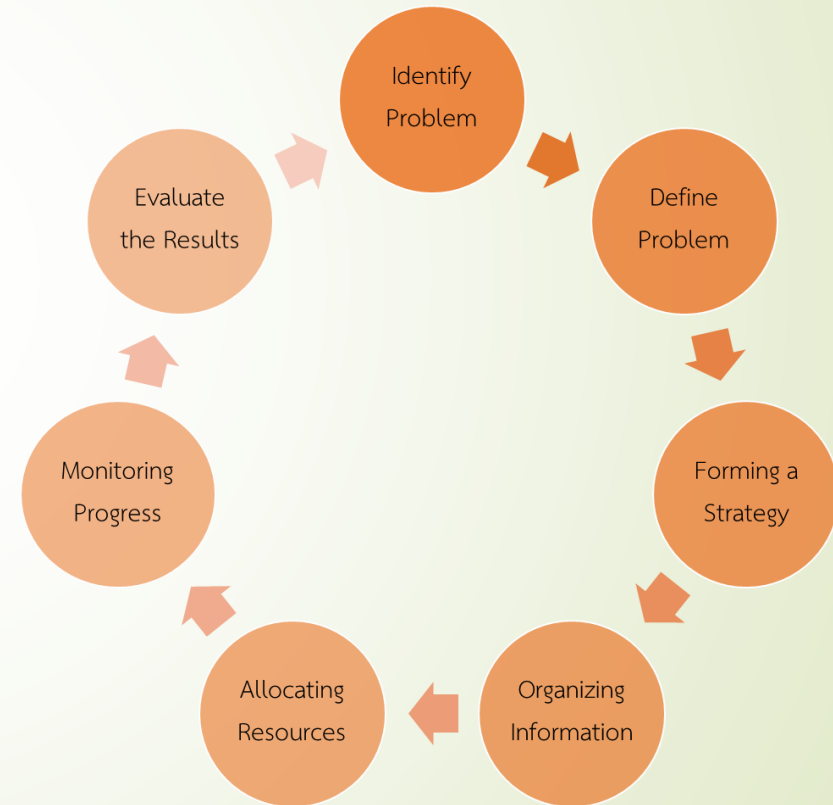 Identify
Problem
Define
Problem
Forming a
Strategy
Organizing
Information
Allocating
Resources
Monitoring
Progress
Evaluate
the Results